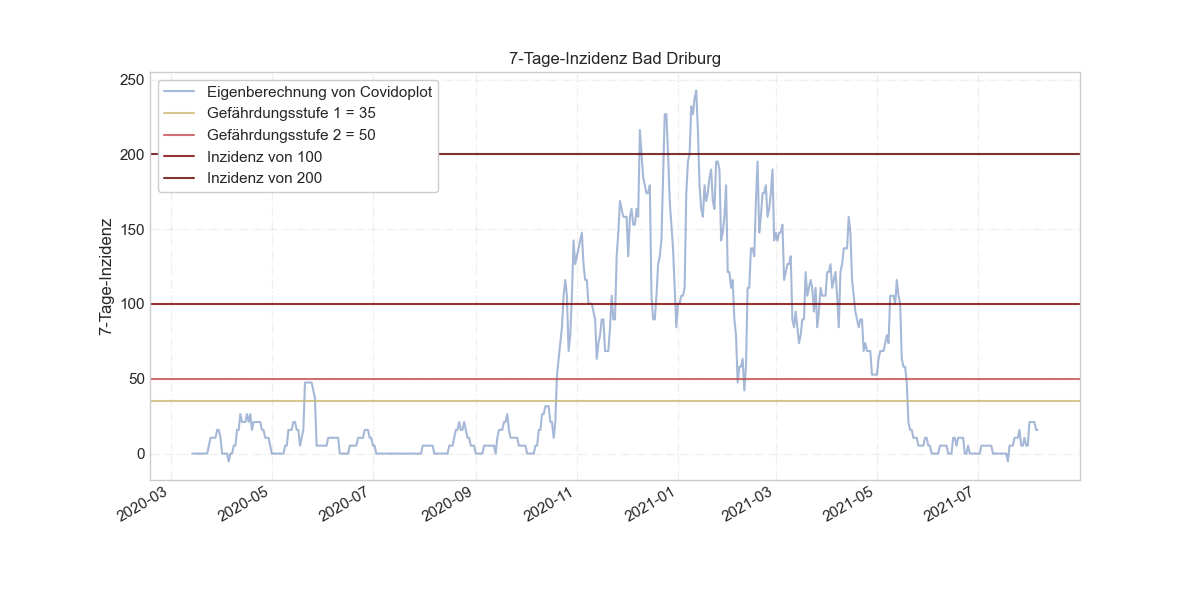 7-Tage-Inzidenz Bad Driburg
250
200
150
100
50
0
7-Tage-Inzidenz
Eigenberechnung von Covidoplot
Gefährdungsstufe 1 = 35
Gefährdungsstufe 2 = 50
Inzidenz von 100
Inzidenz von 200
2020-03
2020-05
2020-07
2020-09
2020-11
2021-01
2021-03
2021-05
2021-07